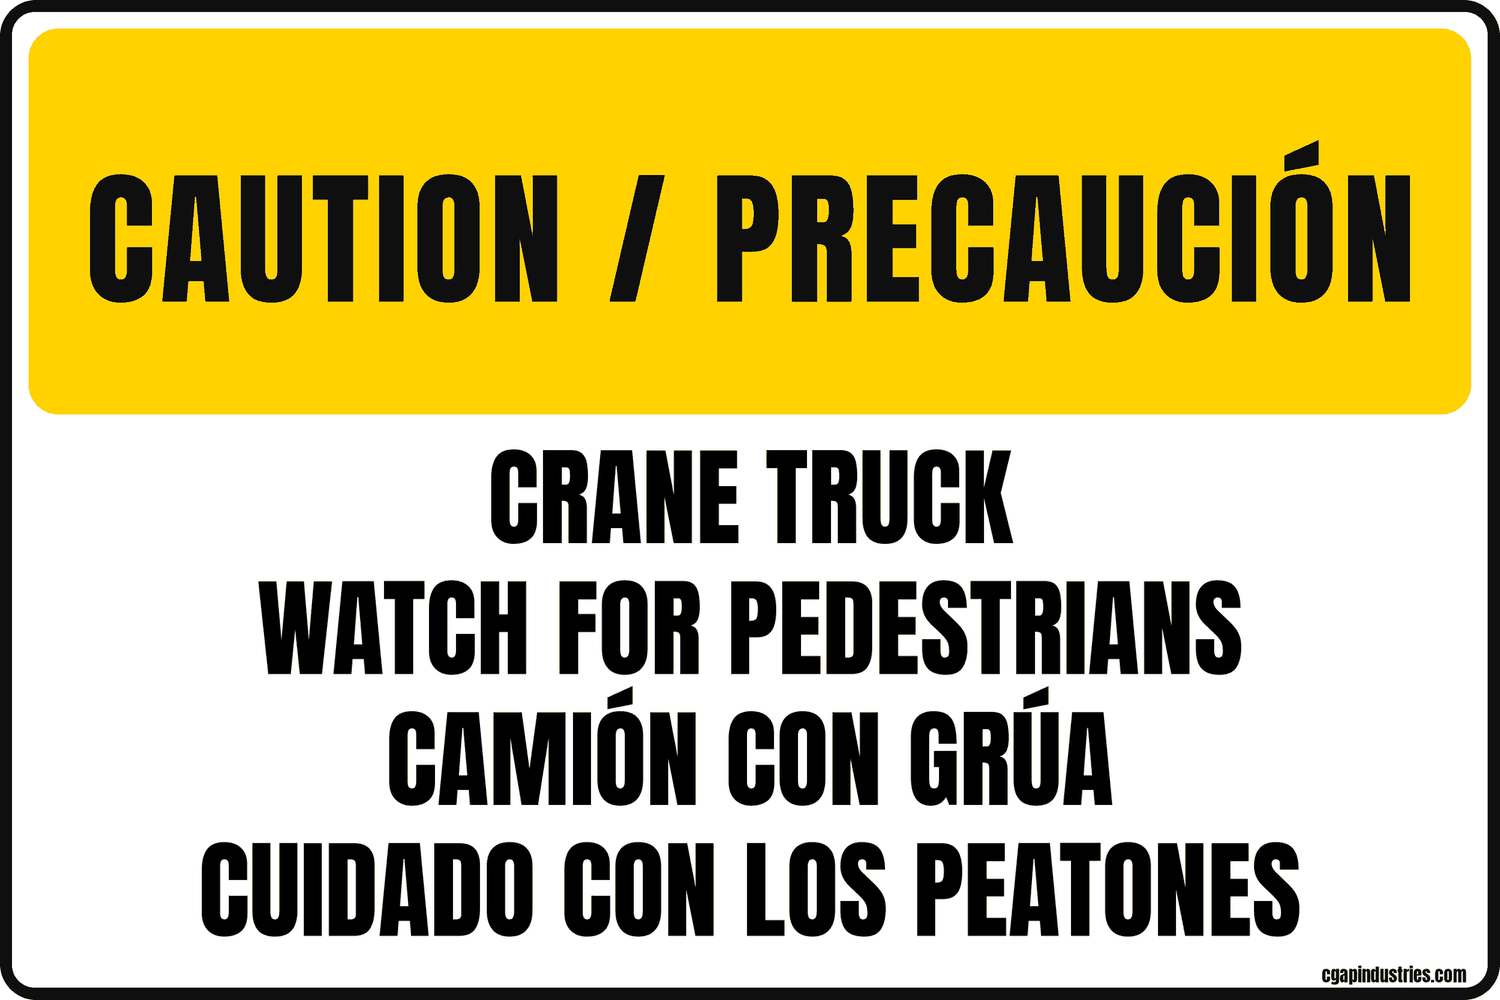 CAUTION / PRECAUCIÓN
CRANE TRUCK
WATCH FOR PEDESTRIANS
CAMIÓN CON GRÚA
CUIDADO CON LOS PEATONES
cgapindustries.com